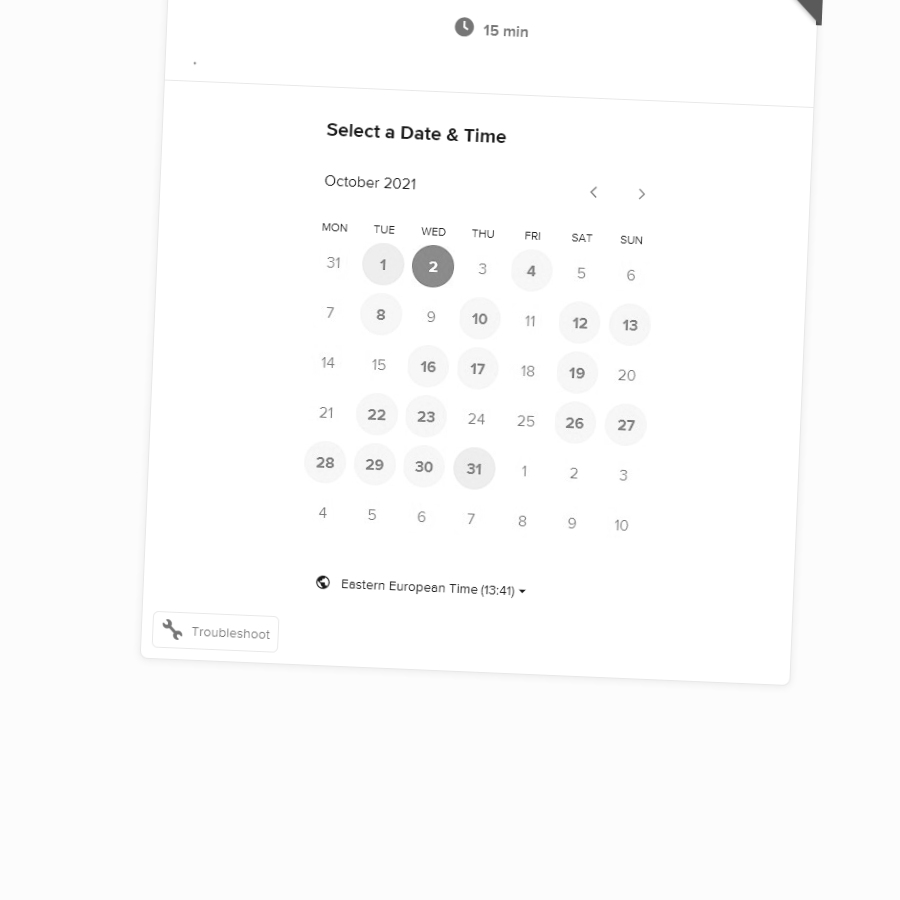 15 min
.
Select a Date & Time
October 2021
MON TUE WED THU FRI SAT SUN
31 1 2 3 4 5 6
7 8 9 10 11 12 13
14 15 16 17 18 19 20
21 22 23 24 25 26 27
28 29 30 31 1 2 3
4 5 6 7 8 9 10
Eastern European Time (13:41)
Troubleshoot